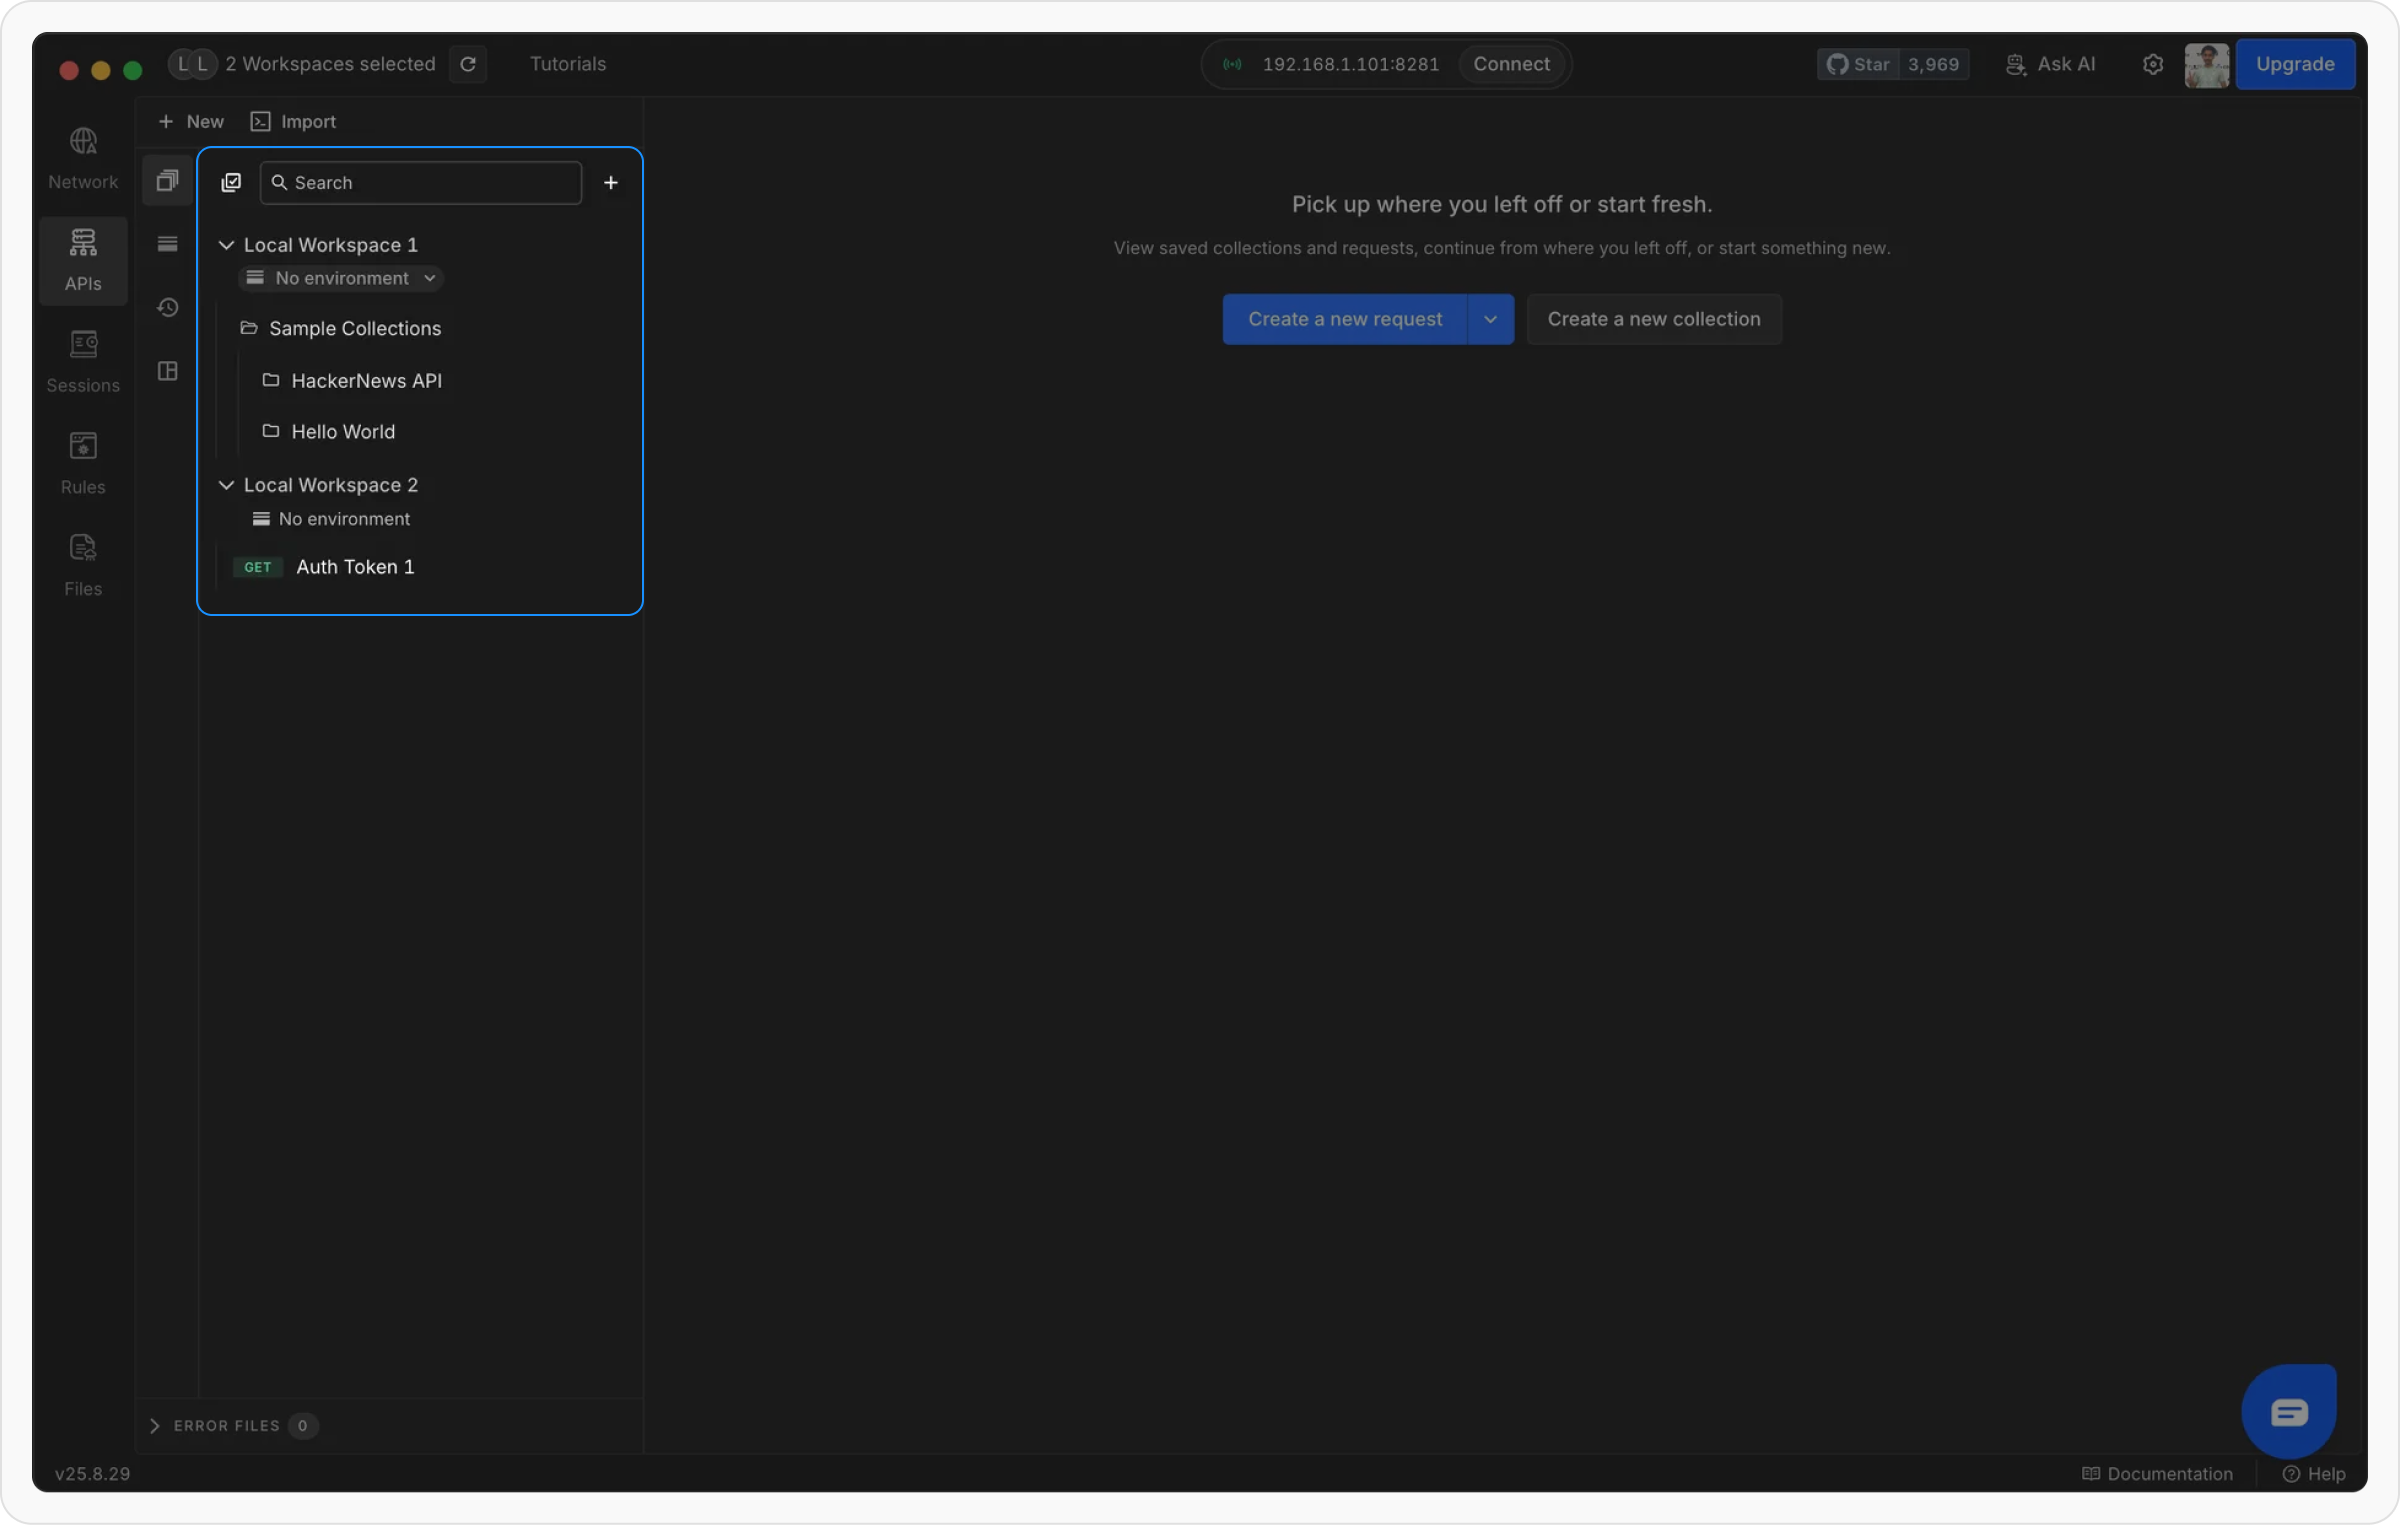 L L 2 Workspaces selected
Tutorials
192.168.1.101:8281
Connect
Star 3,969
Ask AI
Upgrade
New
Import
Network
APIs
Sessions
Rules
Files
Search
Local Workspace 1
No environment
Sample Collections
HackerNews API
Hello World
Local Workspace 2
No environment
GET Auth Token 1
Pick up where you left off or start fresh.
View saved collections and requests, continue from where you left off, or start something new.
Create a new request
Create a new collection
ERROR FILES 0
v25.8.29
Documentation
Help